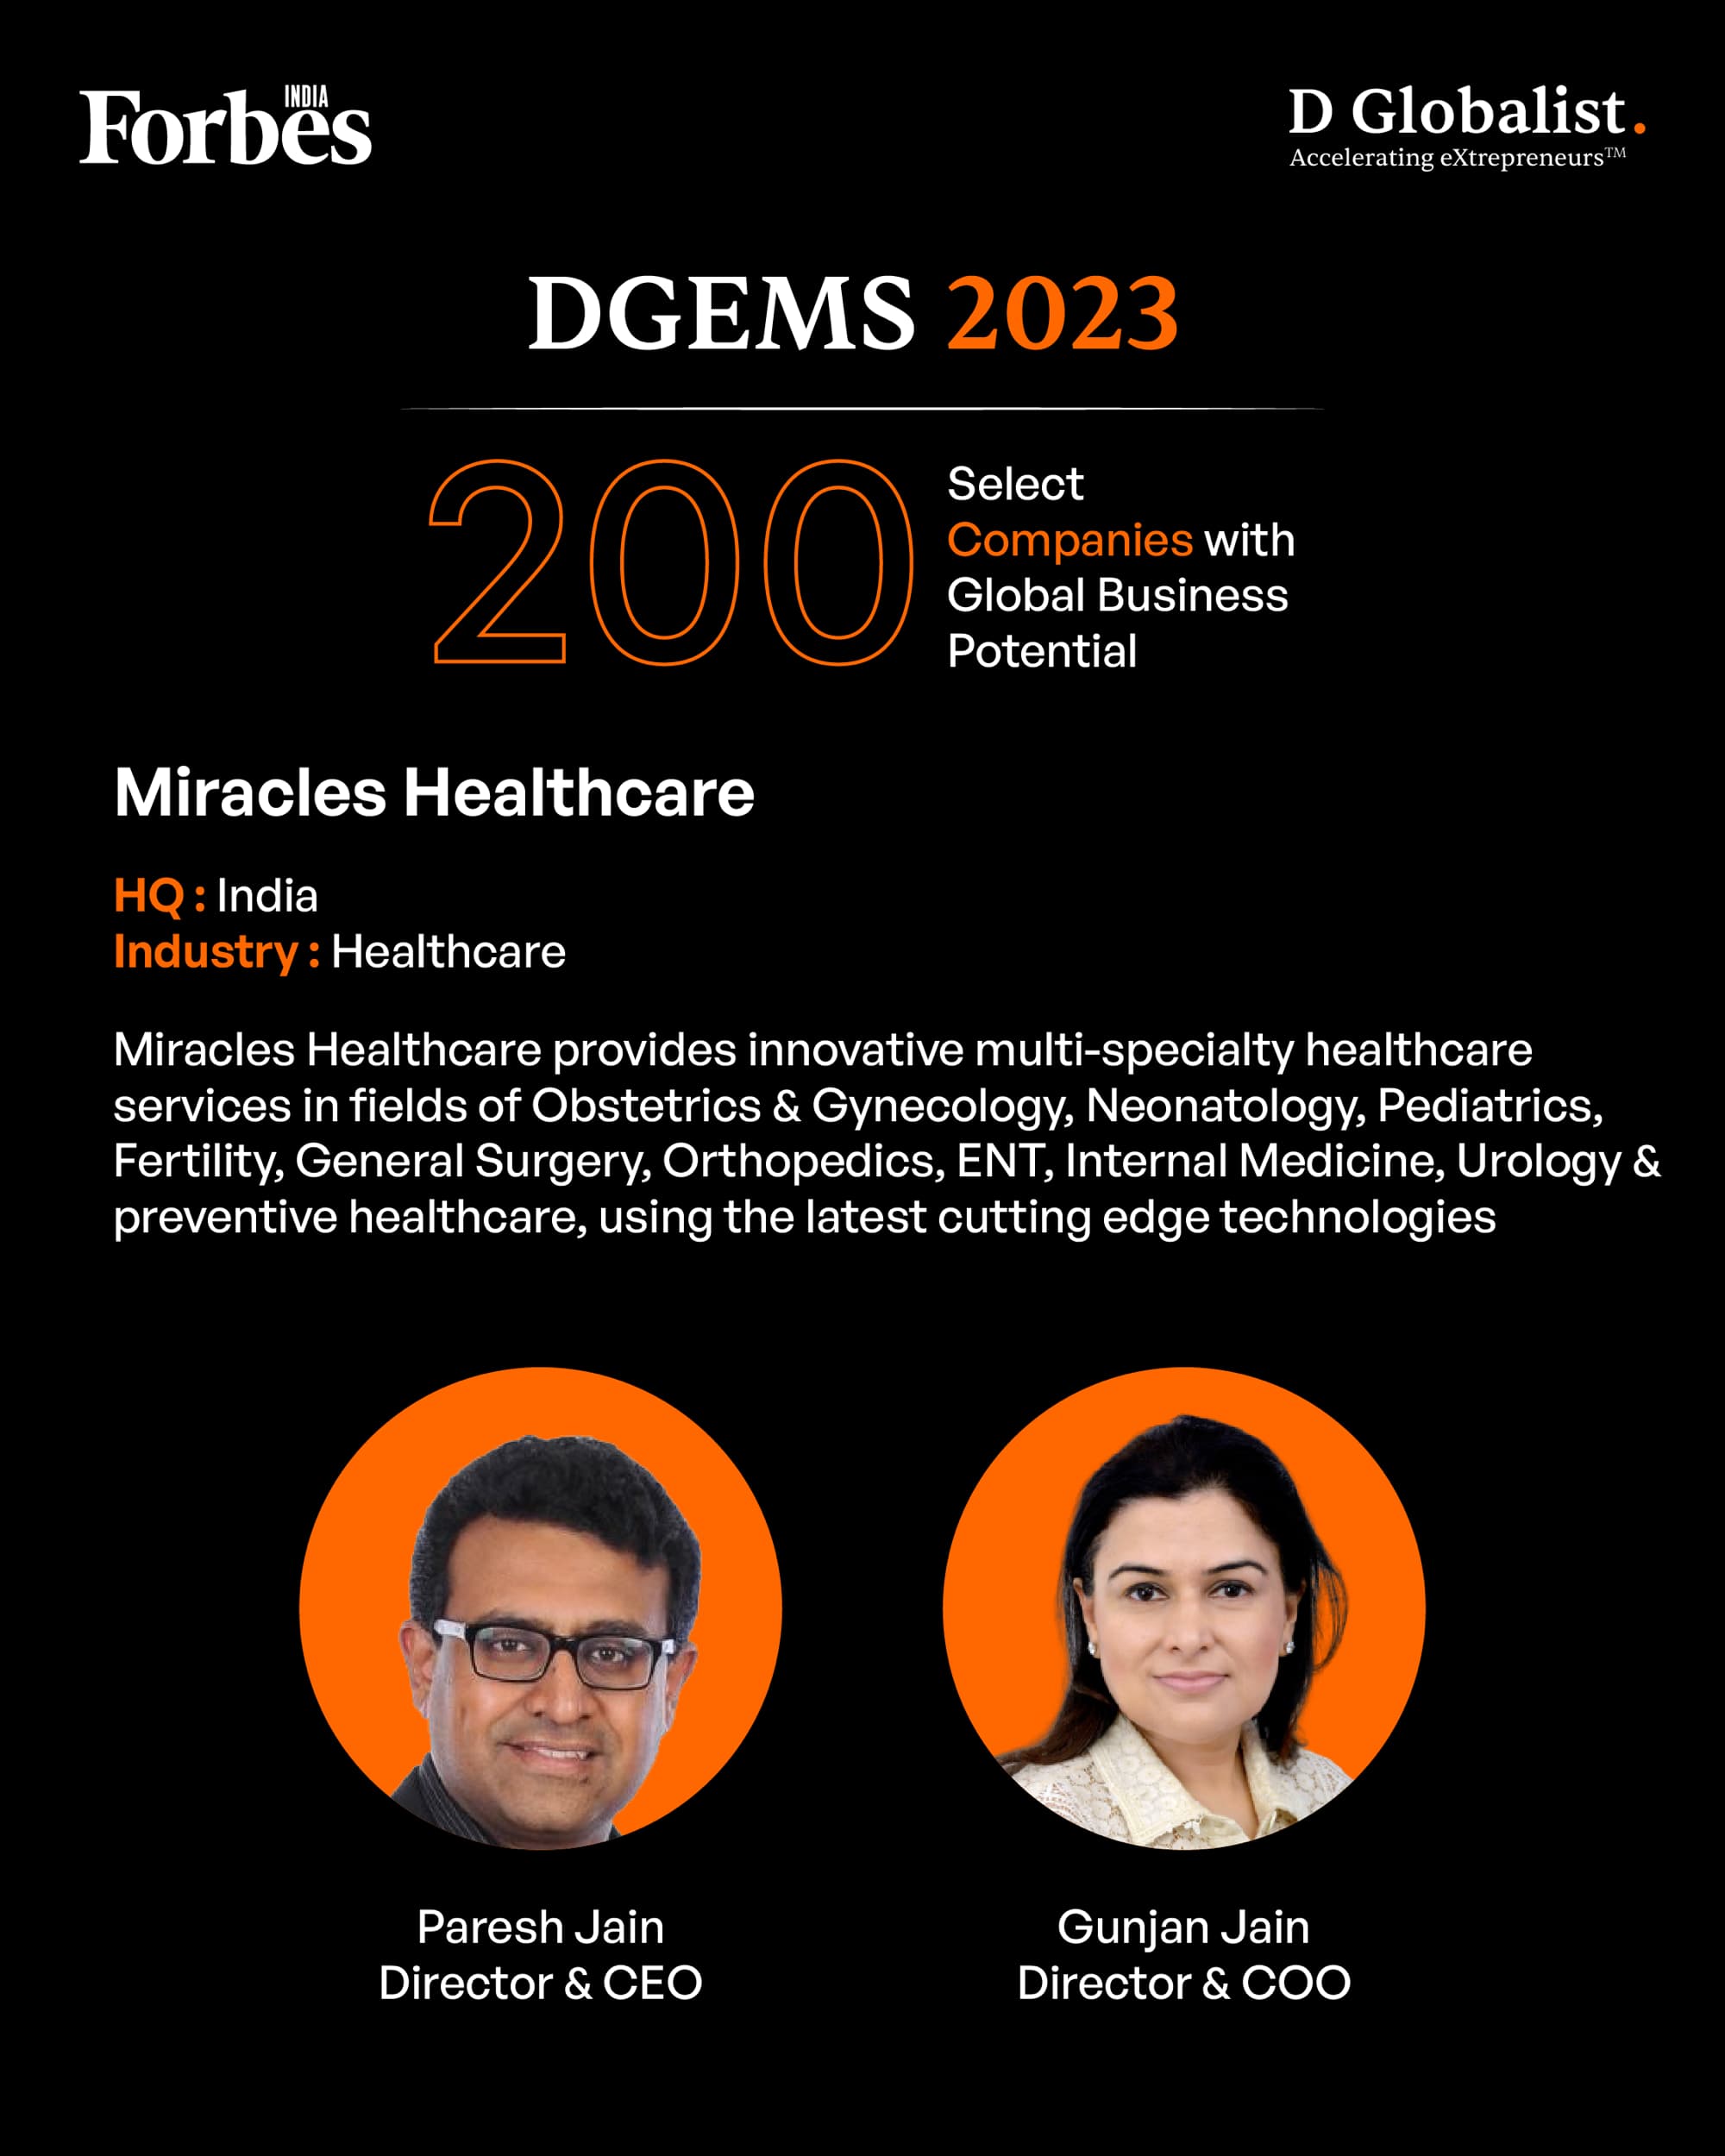 Forbes INDIA
D Globalist.
Accelerating eXtrepreneurs™
DGEMS 2023
200
Select
Companies with
Global Business
Potential
Miracles Healthcare
HQ : India
Industry : Healthcare
Miracles Healthcare provides innovative multi-specialty healthcare
services in fields of Obstetrics & Gynecology, Neonatology, Pediatrics,
Fertility, General Surgery, Orthopedics, ENT, Internal Medicine, Urology &
preventive healthcare, using the latest cutting edge technologies
Paresh Jain
Director & CEO
Gunjan Jain
Director & COO